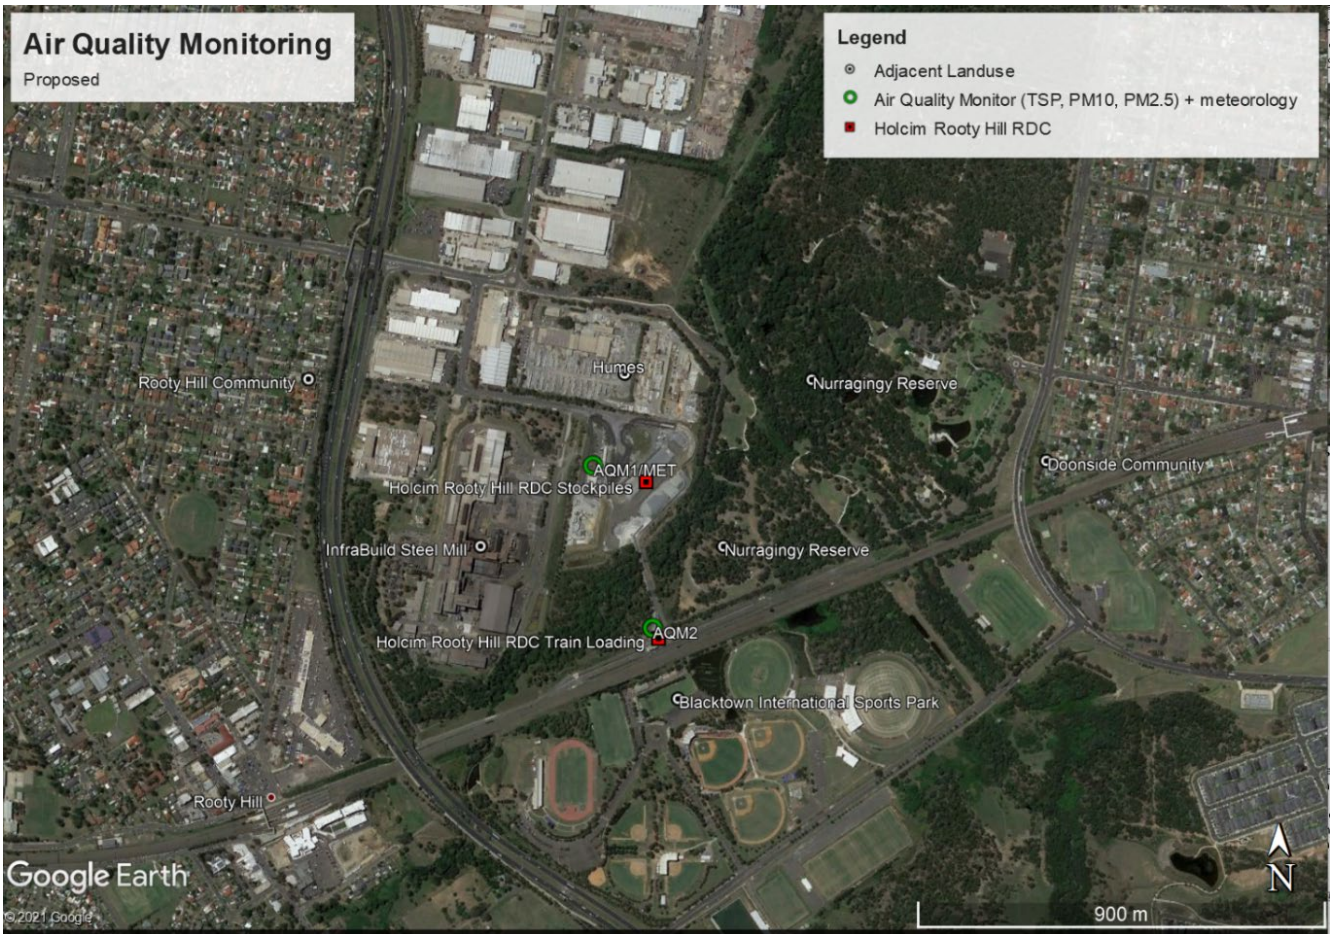 Air Quality Monitoring
Proposed
Legend
Adjacent Landuse
Air Quality Monitor (TSP, PM10, PM2.5) + meteorology
Holcim Rooty Hill RDC
Humes
Rooty Hill Community
Nurragingy Reserve
Doonside Community
AQM1/MET
Holcim Rooty Hill RDC Stockpiles
InfraBuild Steel Mill
Nurragingy Reserve
AQM2
Holcim Rooty Hill RDC Train Loading
Blacktown International Sports Park
Rooty Hill
Google Earth
© 2021 Google
N
900 m